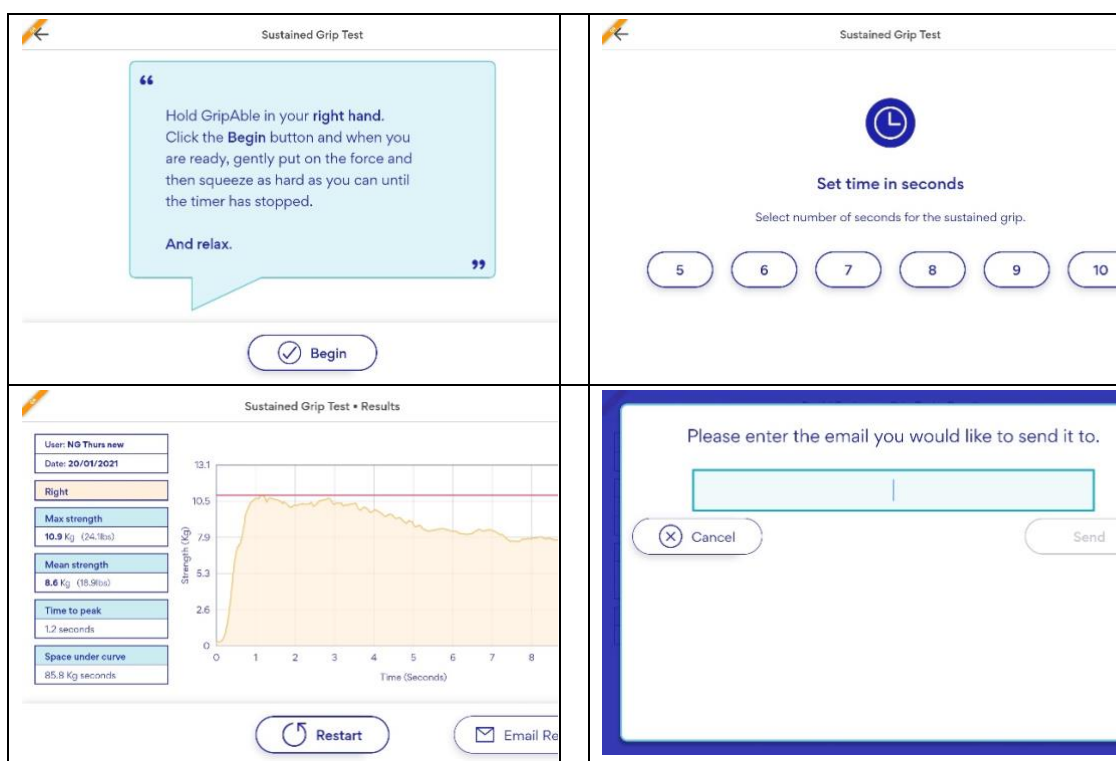 Sustained Grip Test
“
Hold GripAble in your right hand.
Click the Begin button and when you
are ready, gently put on the force and
then squeeze as hard as you can until
the timer has stopped.
And relax.
”
Begin
Sustained Grip Test
Set time in seconds
Select number of seconds for the sustained grip.
5 6 7 8 9 10
Sustained Grip Test • Results
User: NG Thurs new
Date: 20/01/2021
Right
Max strength
10.9 Kg (24.1lbs)
Mean strength
8.6 Kg (18.9lbs)
Time to peak
1.2 seconds
Space under curve
85.8 Kg seconds
Strength (Kg)
13.1
10.5
7.9
5.3
2.6
0
0 1 2 3 4 5 6 7 8
Time (Seconds)
Restart
Email Re
Please enter the email you would like to send it to.
Cancel
Send